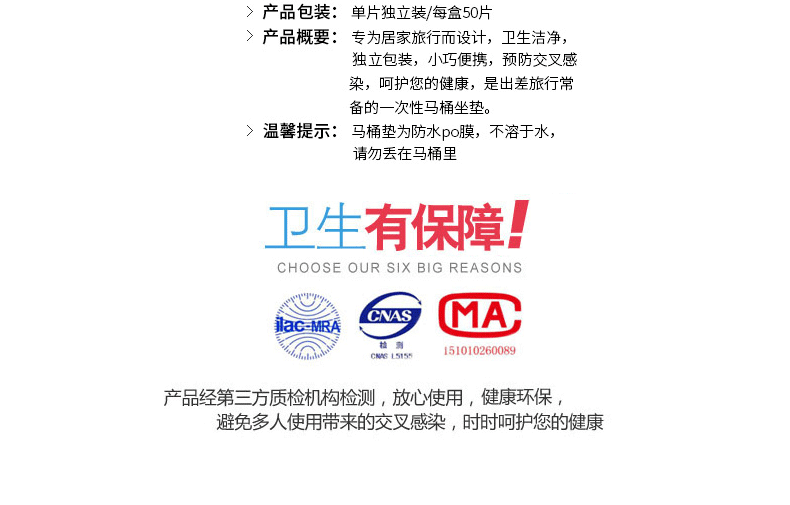 产品包装： 单片独立装/每盒50片
产品概要： 专为居家旅行而设计，卫生洁净，
独立包装，小巧便携，预防交叉感
染，呵护您的健康，是出差旅行常
备的一次性马桶坐垫。
温馨提示： 马桶垫为防水po膜，不溶于水，
请勿丢在马桶里
卫生有保障!
CHOOSE OUR SIX BIG REASONS
ilac-MRA
CNAS
检 测
CNAS L5155
MA
151010260089
产品经第三方质检机构检测，放心使用，健康环保，
避免多人使用带来的交叉感染，时时呵护您的健康